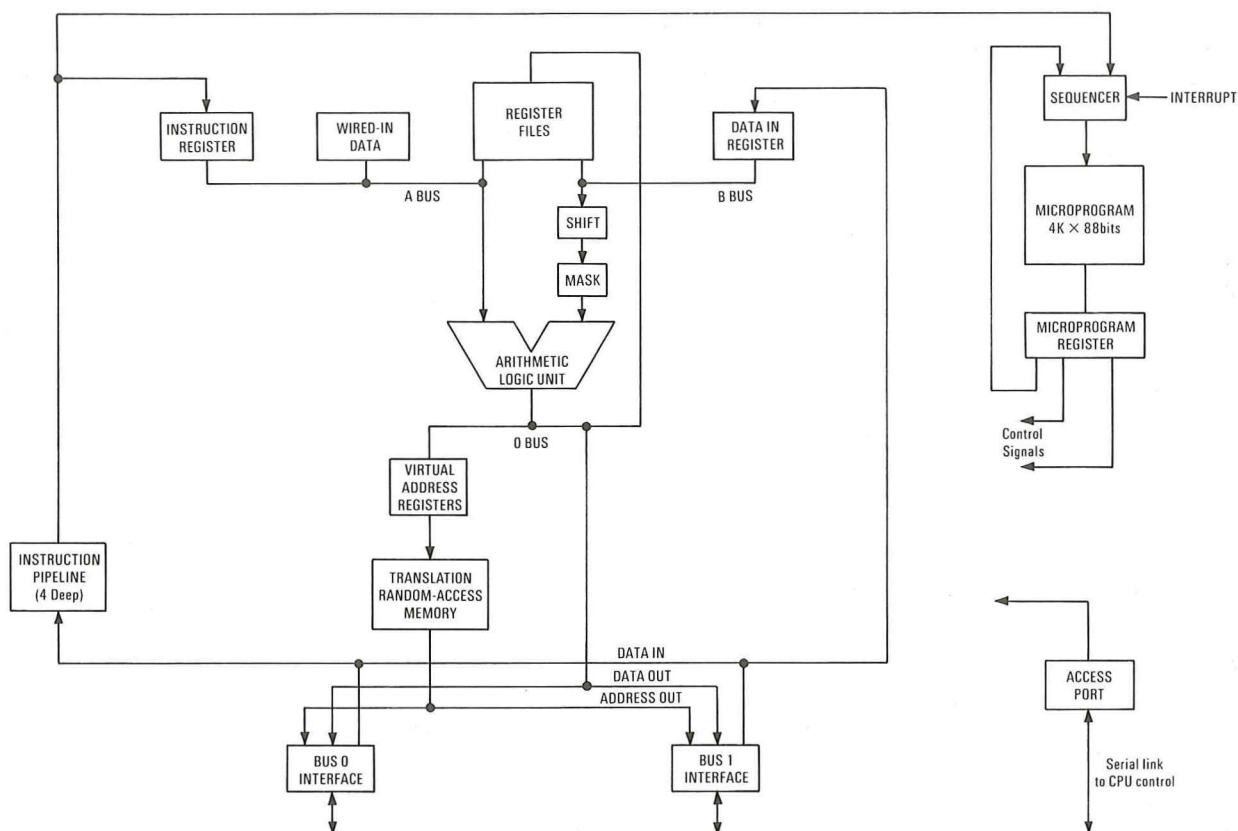 SEQUENCER
INTERRUPT
INSTRUCTION
REGISTER
WIRED-IN
DATA
REGISTER
FILES
DATA IN
REGISTER
A BUS
B BUS
SHIFT
MASK
MICROPROGRAM
4K × 88bits
MICROPROGRAM
REGISTER
ARITHMETIC
LOGIC UNIT
O BUS
Control
Signals
VIRTUAL
ADDRESS
REGISTERS
INSTRUCTION
PIPELINE
(4 Deep)
TRANSLATION
RANDOM-ACCESS
MEMORY
DATA IN
DATA OUT
ADDRESS OUT
ACCESS
PORT
BUS 0
INTERFACE
BUS 1
INTERFACE
Serial link
to CPU control